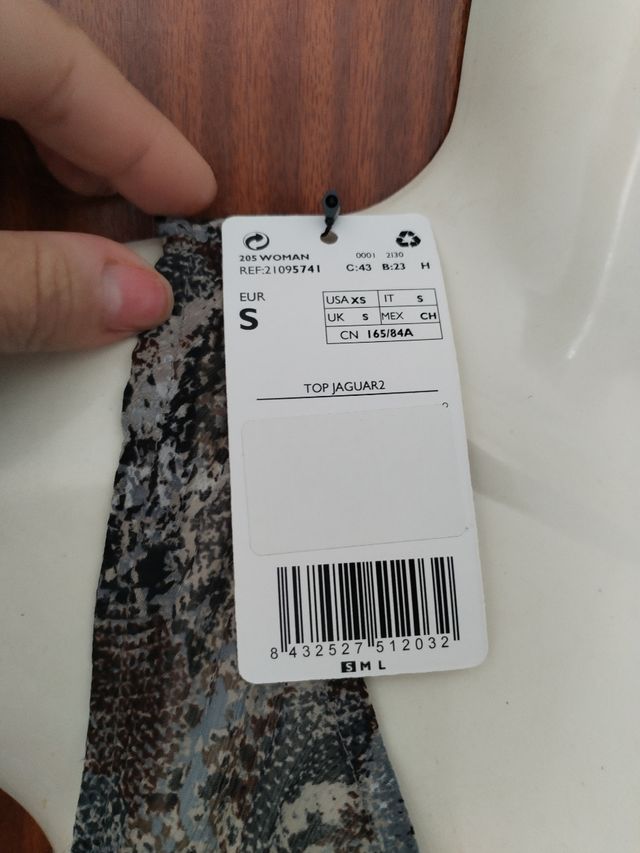 205 WOMAN 0001 2130
REF:21095741 C:43 B:23 H
EUR
S
USA XS IT S
UK S MEX CH
CN 165/84A
TOP JAGUAR2
8 432527 512032
S M L